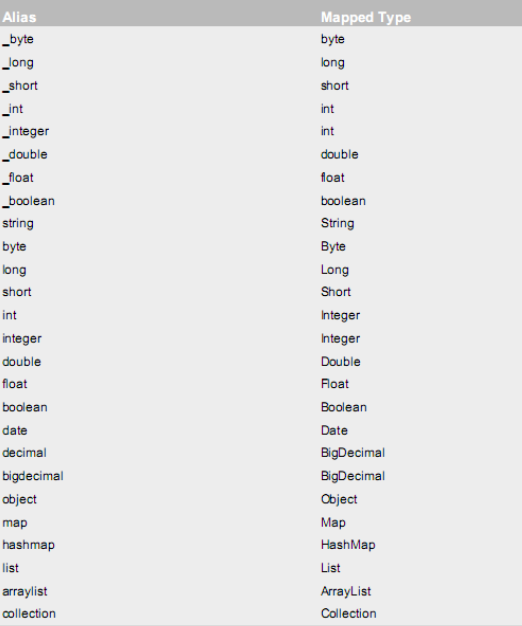 Alias Mapped Type
_byte byte
_long long
_short short
_int int
_integer int
_double double
_float float
_boolean boolean
string String
byte Byte
long Long
short Short
int Integer
integer Integer
double Double
float Float
boolean Boolean
date Date
decimal BigDecimal
bigdecimal BigDecimal
object Object
map Map
hashmap HashMap
list List
arraylist ArrayList
collection Collection